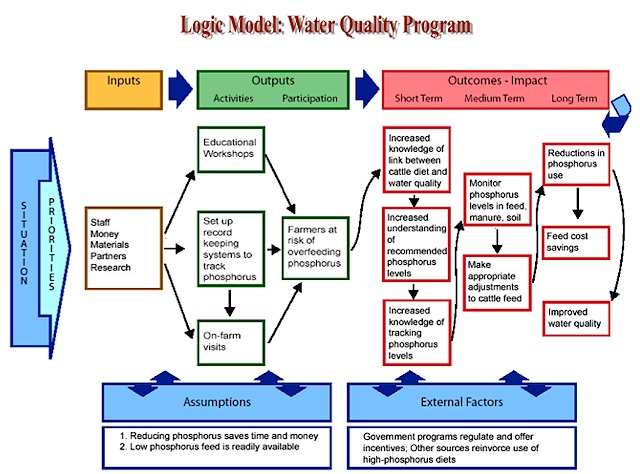 Logic Model: Water Quality Program
Inputs
Outputs
Activities Participation
Outcomes - Impact
Short Term Medium Term Long Term
SITUATION
PRIORITIES
Staff
Money
Materials
Partners
Research
Educational
Workshops
Set up
record
keeping
systems to
track
phosphorus
On-farm
visits
Farmers at
risk of
overfeeding
phosphorus
Increased
knowledge of
link between
cattle diet and
water quality
Increased
understanding
of
recommended
phosphorus
levels
Increased
knowledge of
tracking
phosphorus
levels
Monitor
phosphorus
levels in feed,
manure, soil
Make
appropriate
adjustments
to cattle feed
Reductions in
phosphorus
use
Feed cost
savings
Improved
water quality
Assumptions
1. Reducing phosphorus saves time and money
2. Low phosphorus feed is readily available
External Factors
Government programs regulate and offer
incentives; Other sources reinvorce use of
high-phosphorus diets